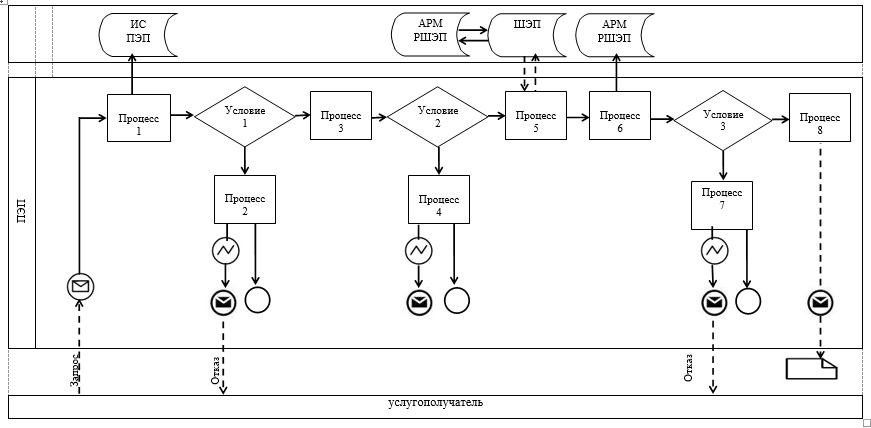 ИС
ПЭП
АРМ
РШЭП
ШЭП
АРМ
РШЭП
ПЭП
Процесс
1
Условие
1
Процесс
3
Условие
2
Процесс
5
Процесс
6
Условие
3
Процесс
8
Процесс
2
Процесс
4
Процесс
7
Запрос
Отказ
Отказ
услугополучатель